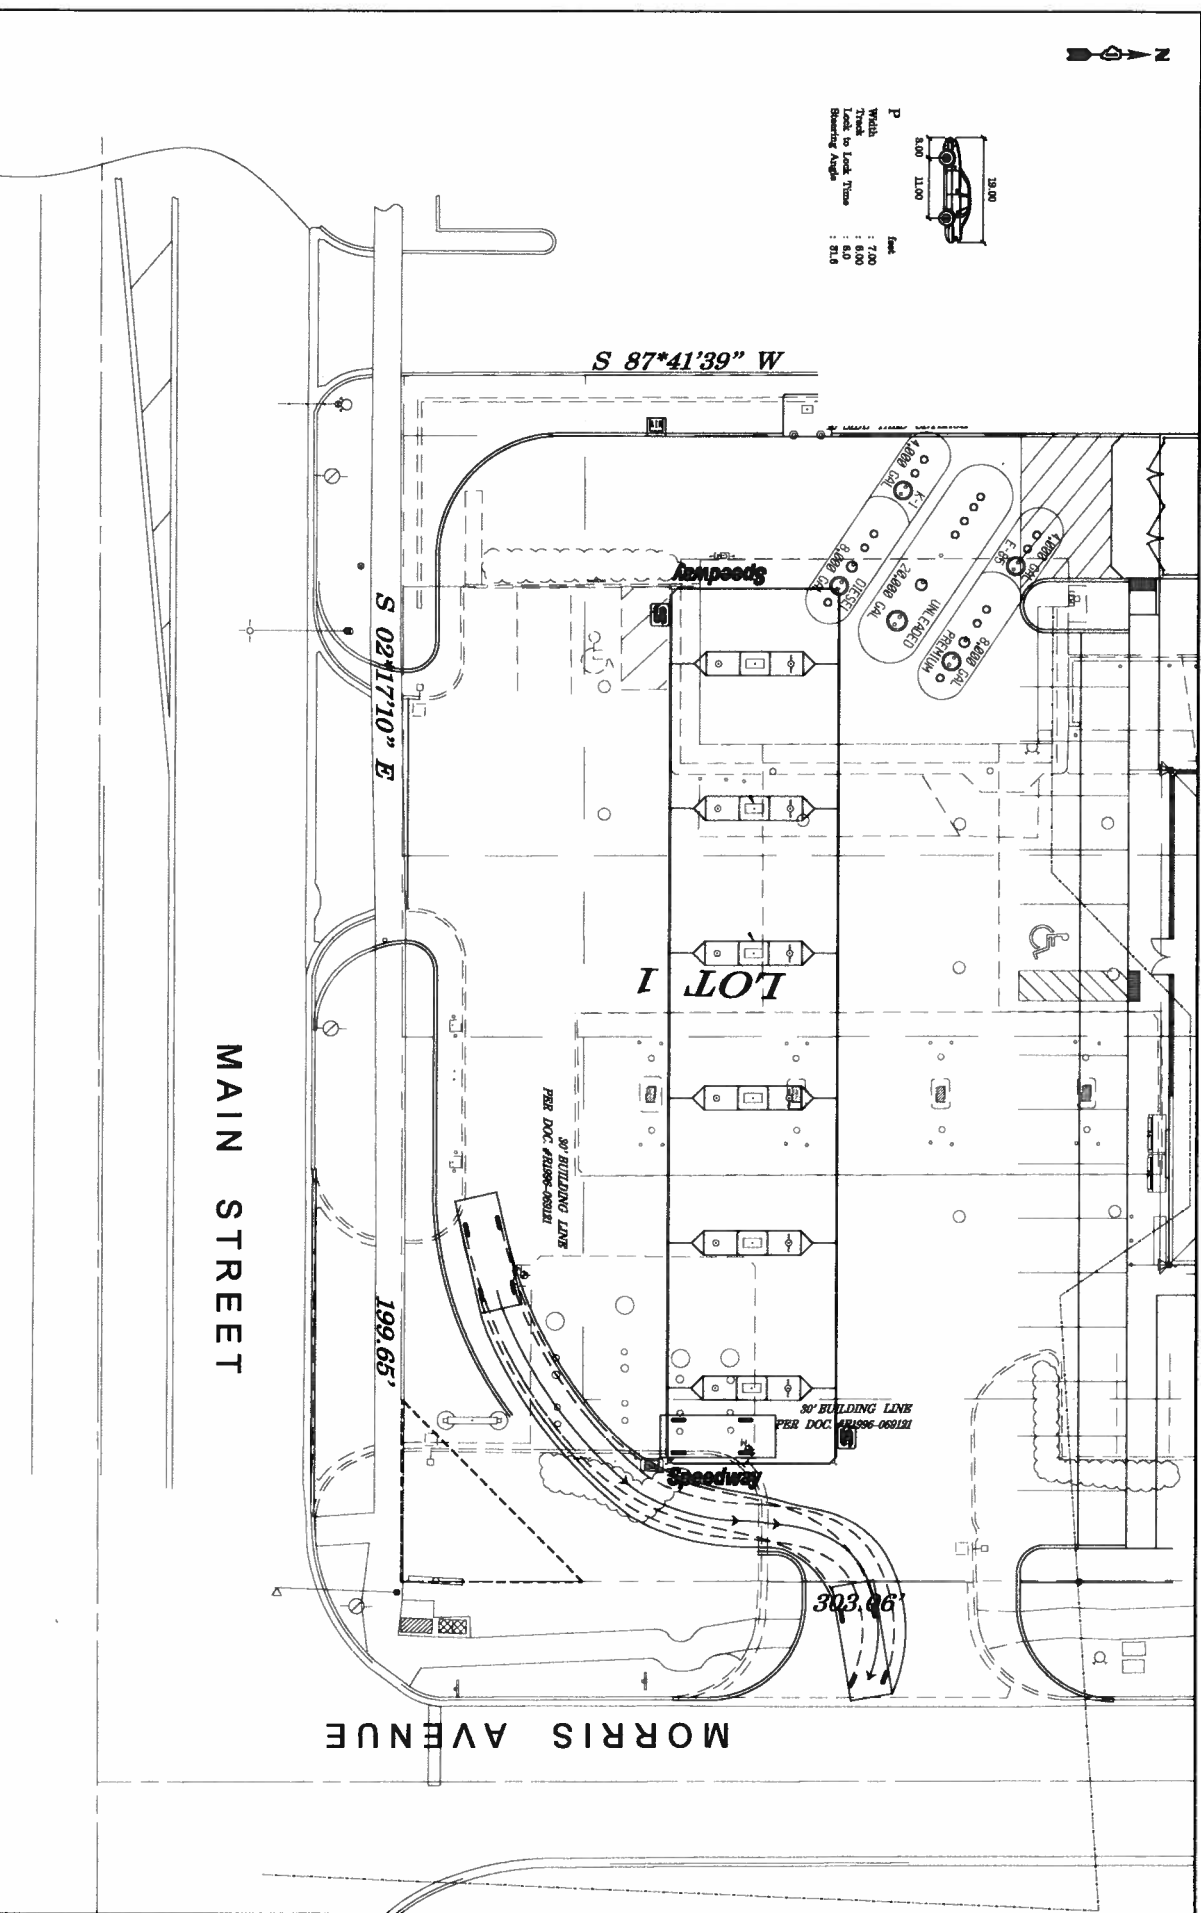 N
19.00
3.00 11.00
P
feet
Width : 7.00
Track : 6.00
Lock to Lock Time : 6.0
Steering Angle : 31.6
S 87*41'39" W
AIR
4,000 GAL
K-1
8,000 GAL
DIESEL
20,000 GAL
UNLEADED
4,000 GAL
E-85
8,000 GAL
PREMIUM
Speedway
S 02*17'10" E
LOT 1
30' BUILDING LINE
PER DOC. #R1996-069121
MAIN STREET
199.65'
30' BUILDING LINE
PER DOC. #R1996-069121
Speedway
303.06'
MORRIS AVENUE